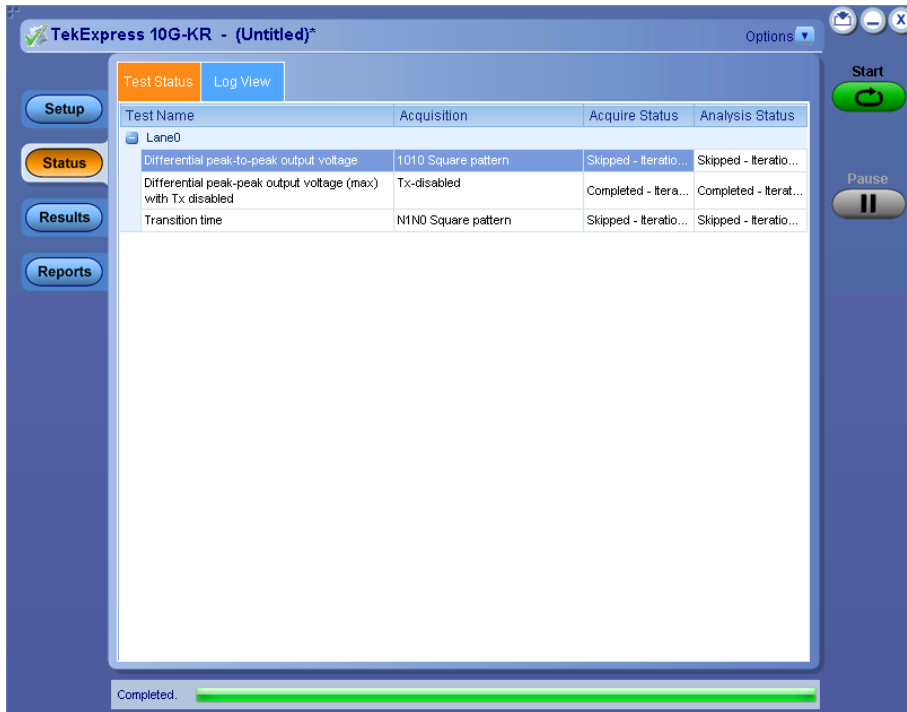 TekExpress 10G-KR - (Untitled)*
Options
Start
Setup
Status
Results
Reports
Pause
Test Status Log View
Test Name Acquisition Acquire Status Analysis Status
Lane0
Differential peak-to-peak output voltage 1010 Square pattern Skipped - Iteratio... Skipped - Iteratio...
Differential peak-peak output voltage (max) with Tx disabled Tx-disabled Completed - Itera... Completed - Iterat...
Transition time N1N0 Square pattern Skipped - Iteratio... Skipped - Iteratio...
Completed.